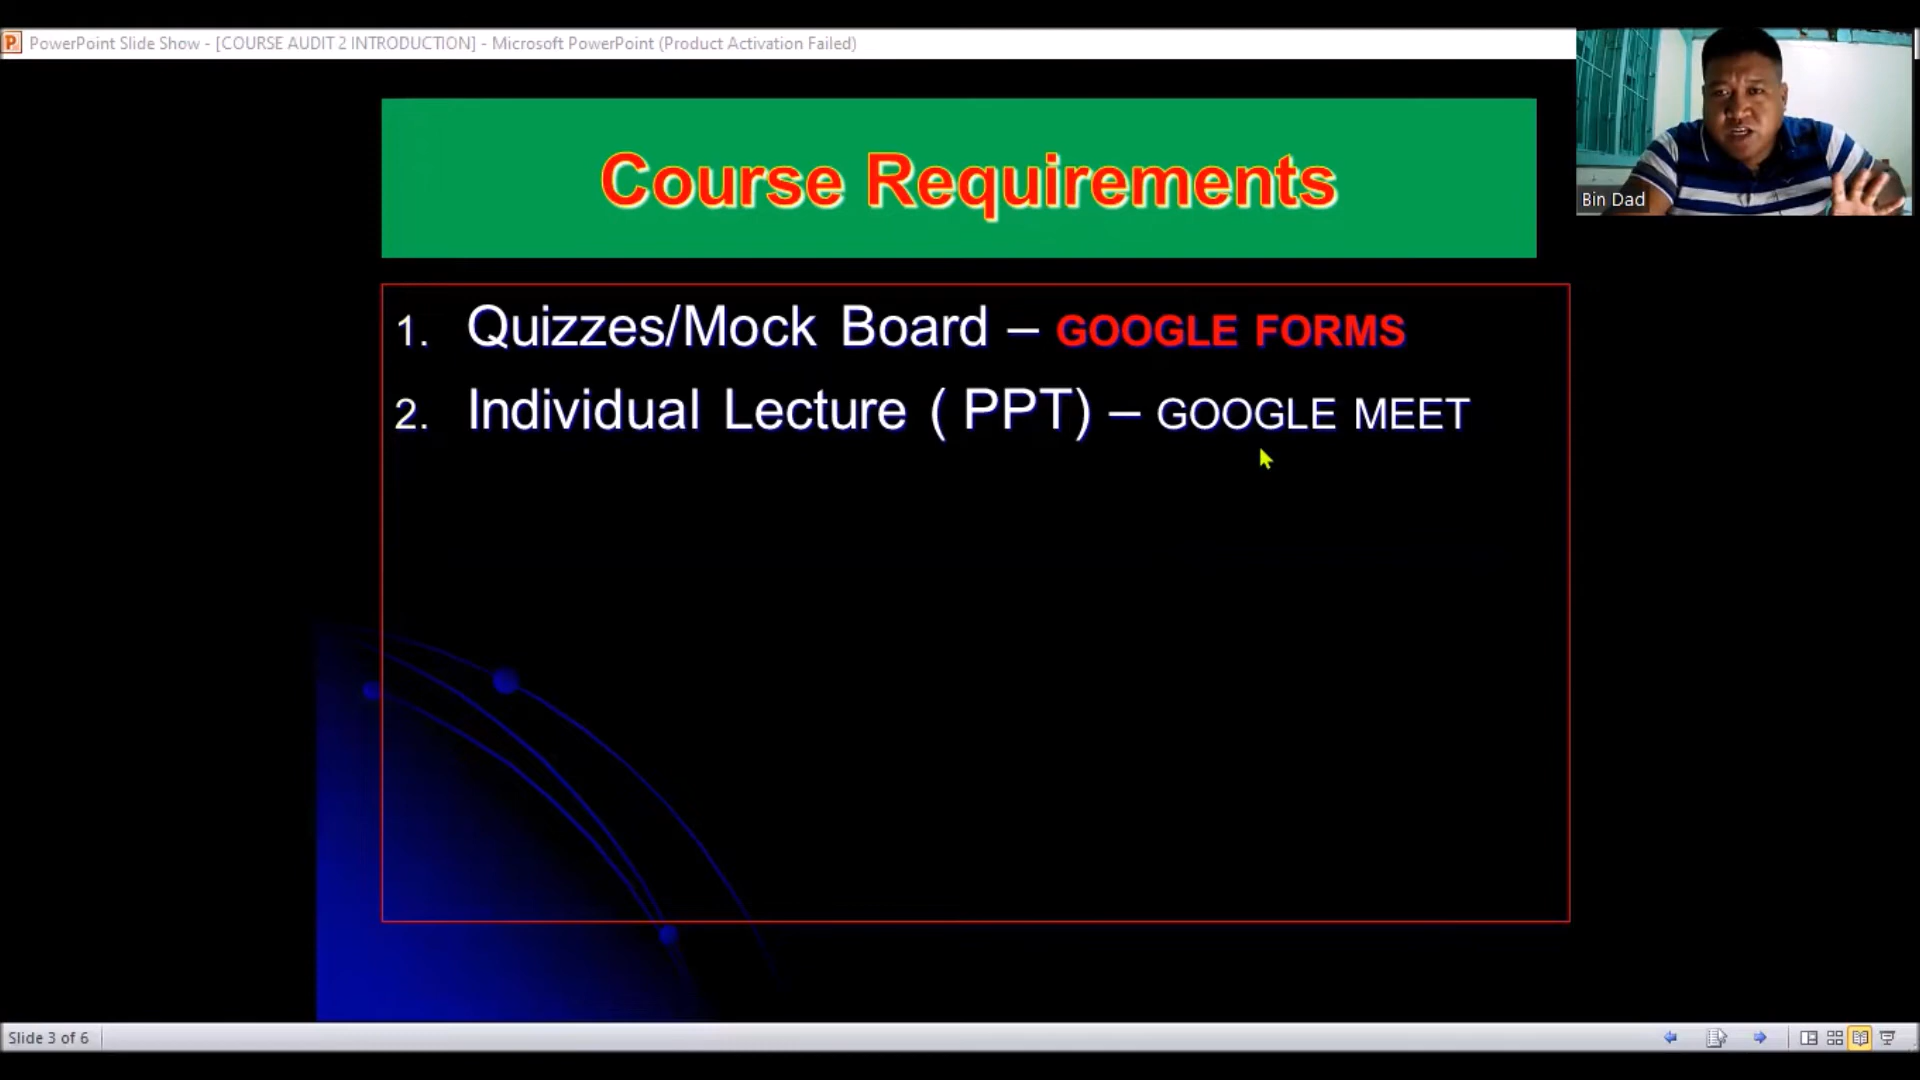 PowerPoint Slide Show - [COURSE AUDIT 2 INTRODUCTION] - Microsoft PowerPoint (Product Activation Failed)
Bin Dad
Course Requirements
1. Quizzes/Mock Board – GOOGLE FORMS
2. Individual Lecture ( PPT) – GOOGLE MEET
Slide 3 of 6